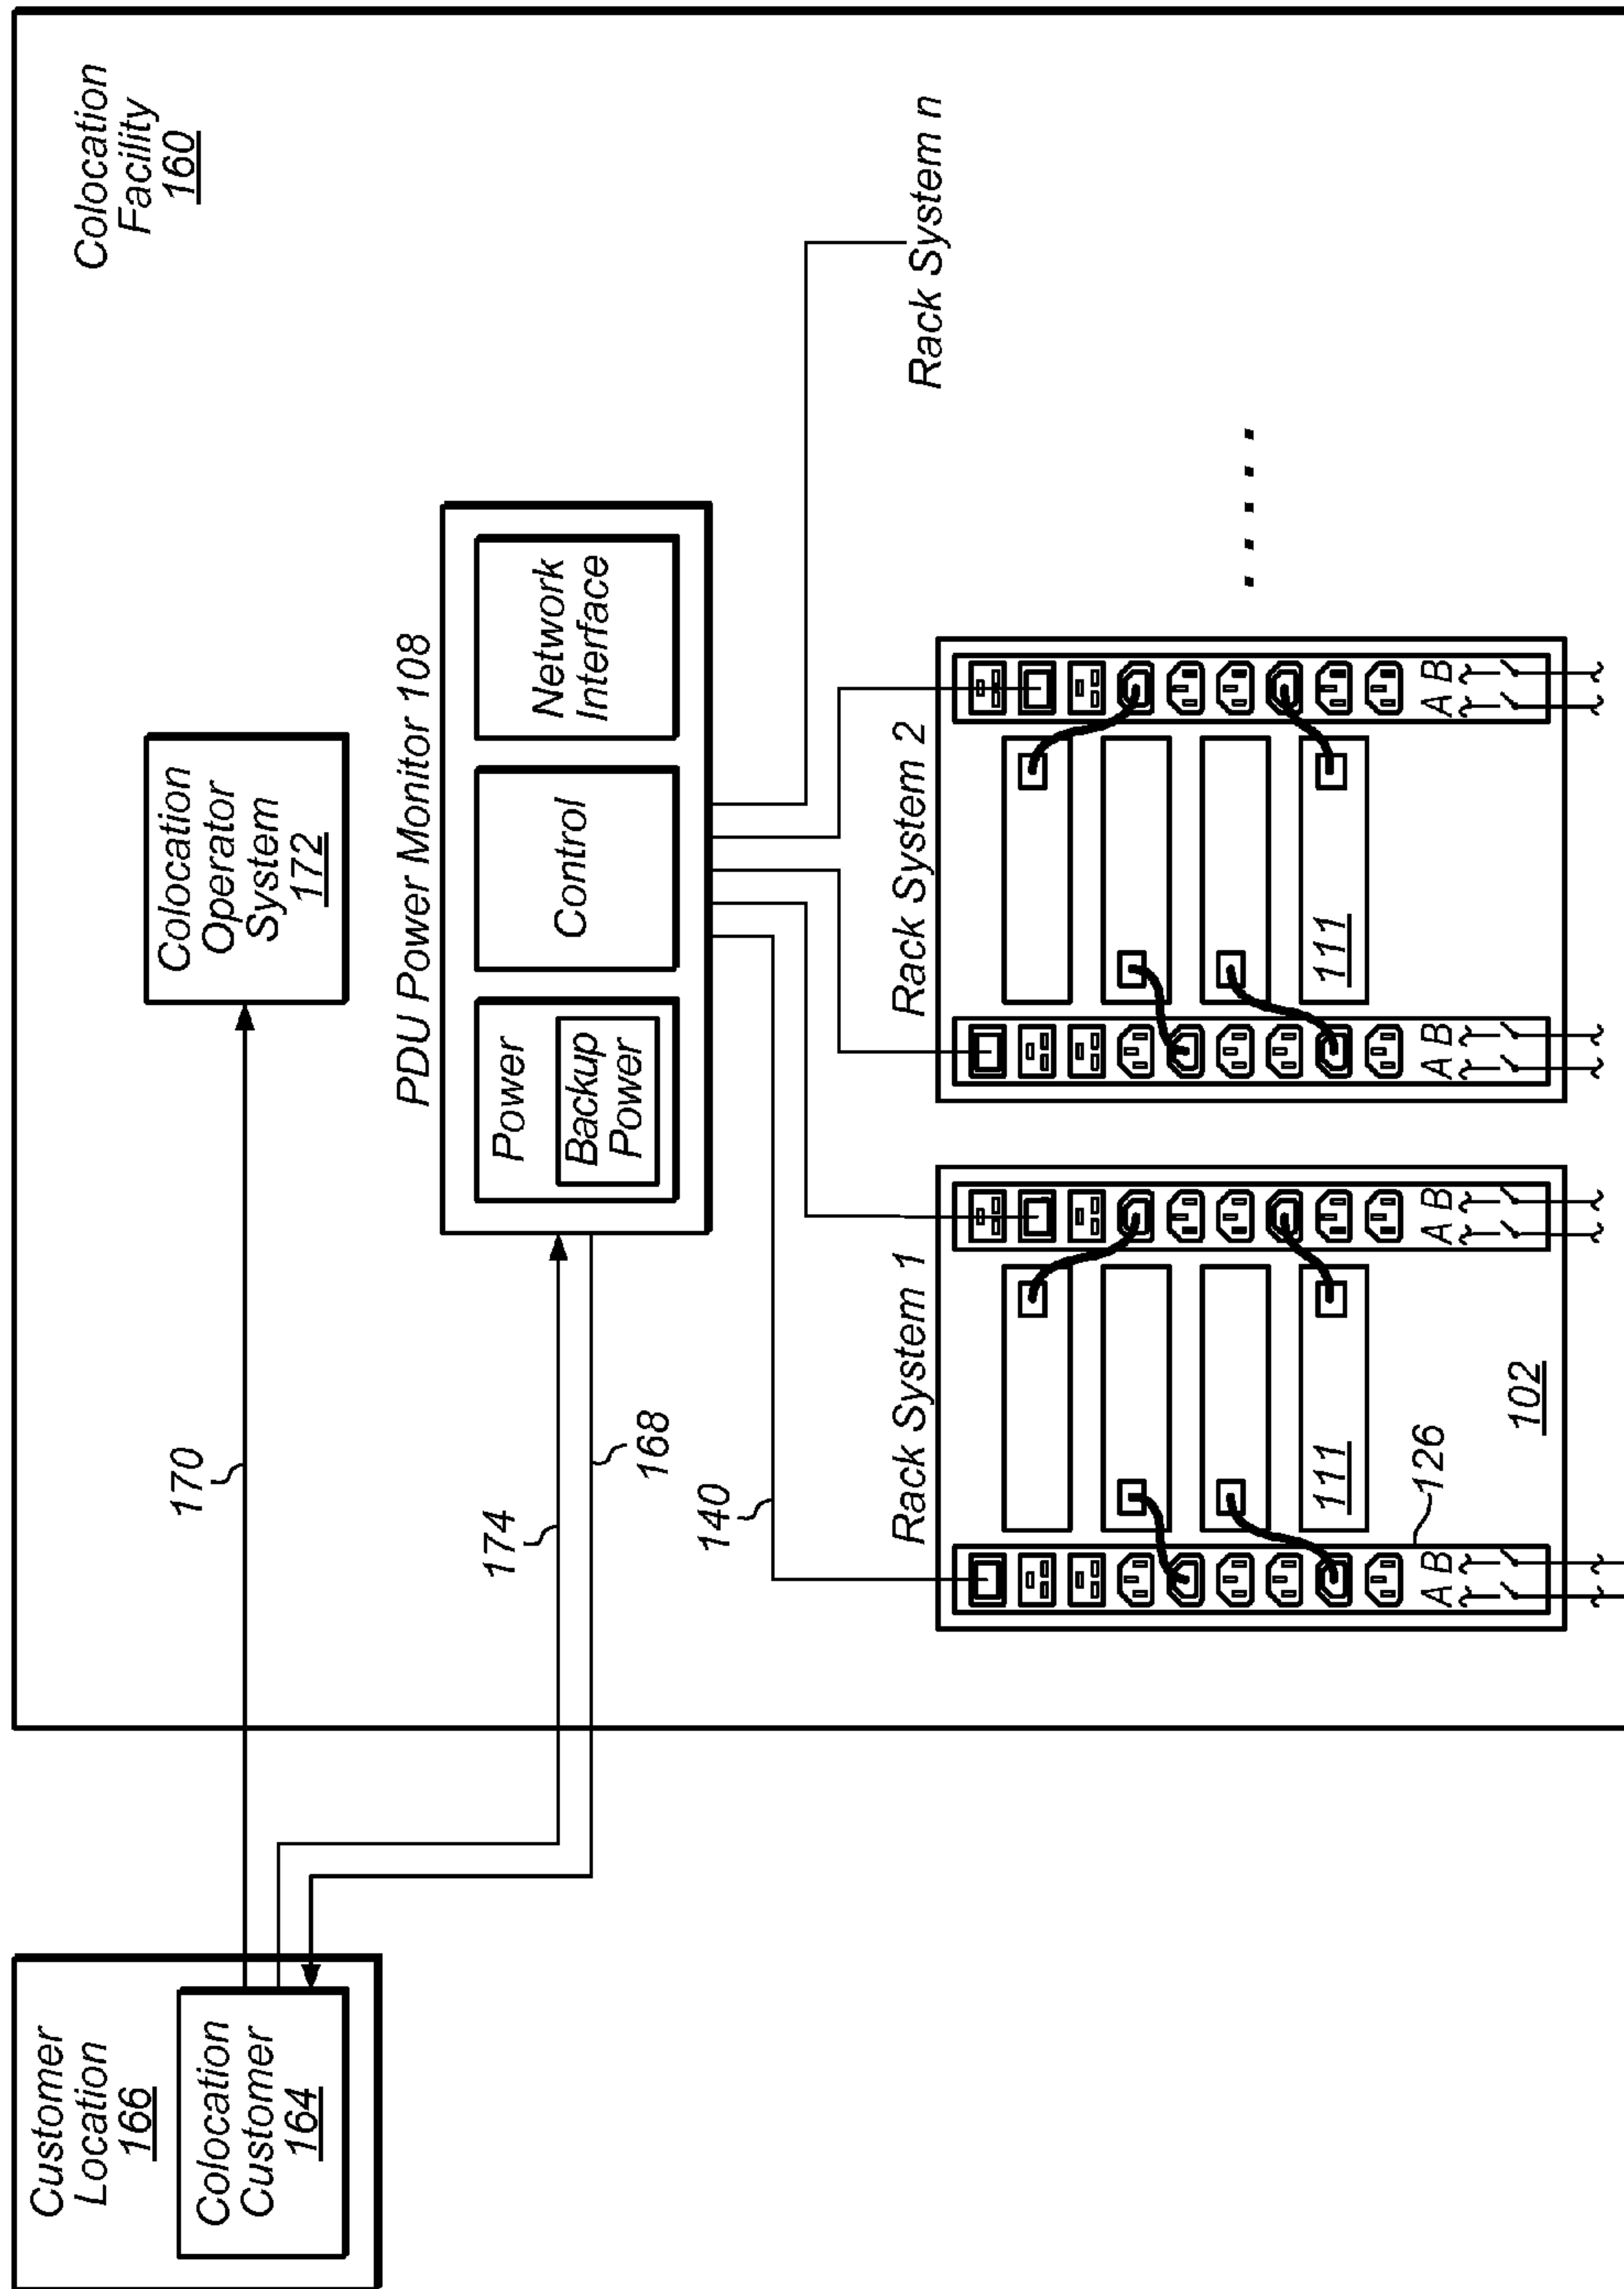 Customer
Location
166
Colocation
Customer
164
170
174
168
140
Colocation
Facility
160
Colocation
Operator
System
172
PDU Power Monitor 108
Power
Backup
Power
Control
Network
Interface
Rack System 1
Rack System 2
Rack System n
111
111
102
126
A B
A B
A B
A B